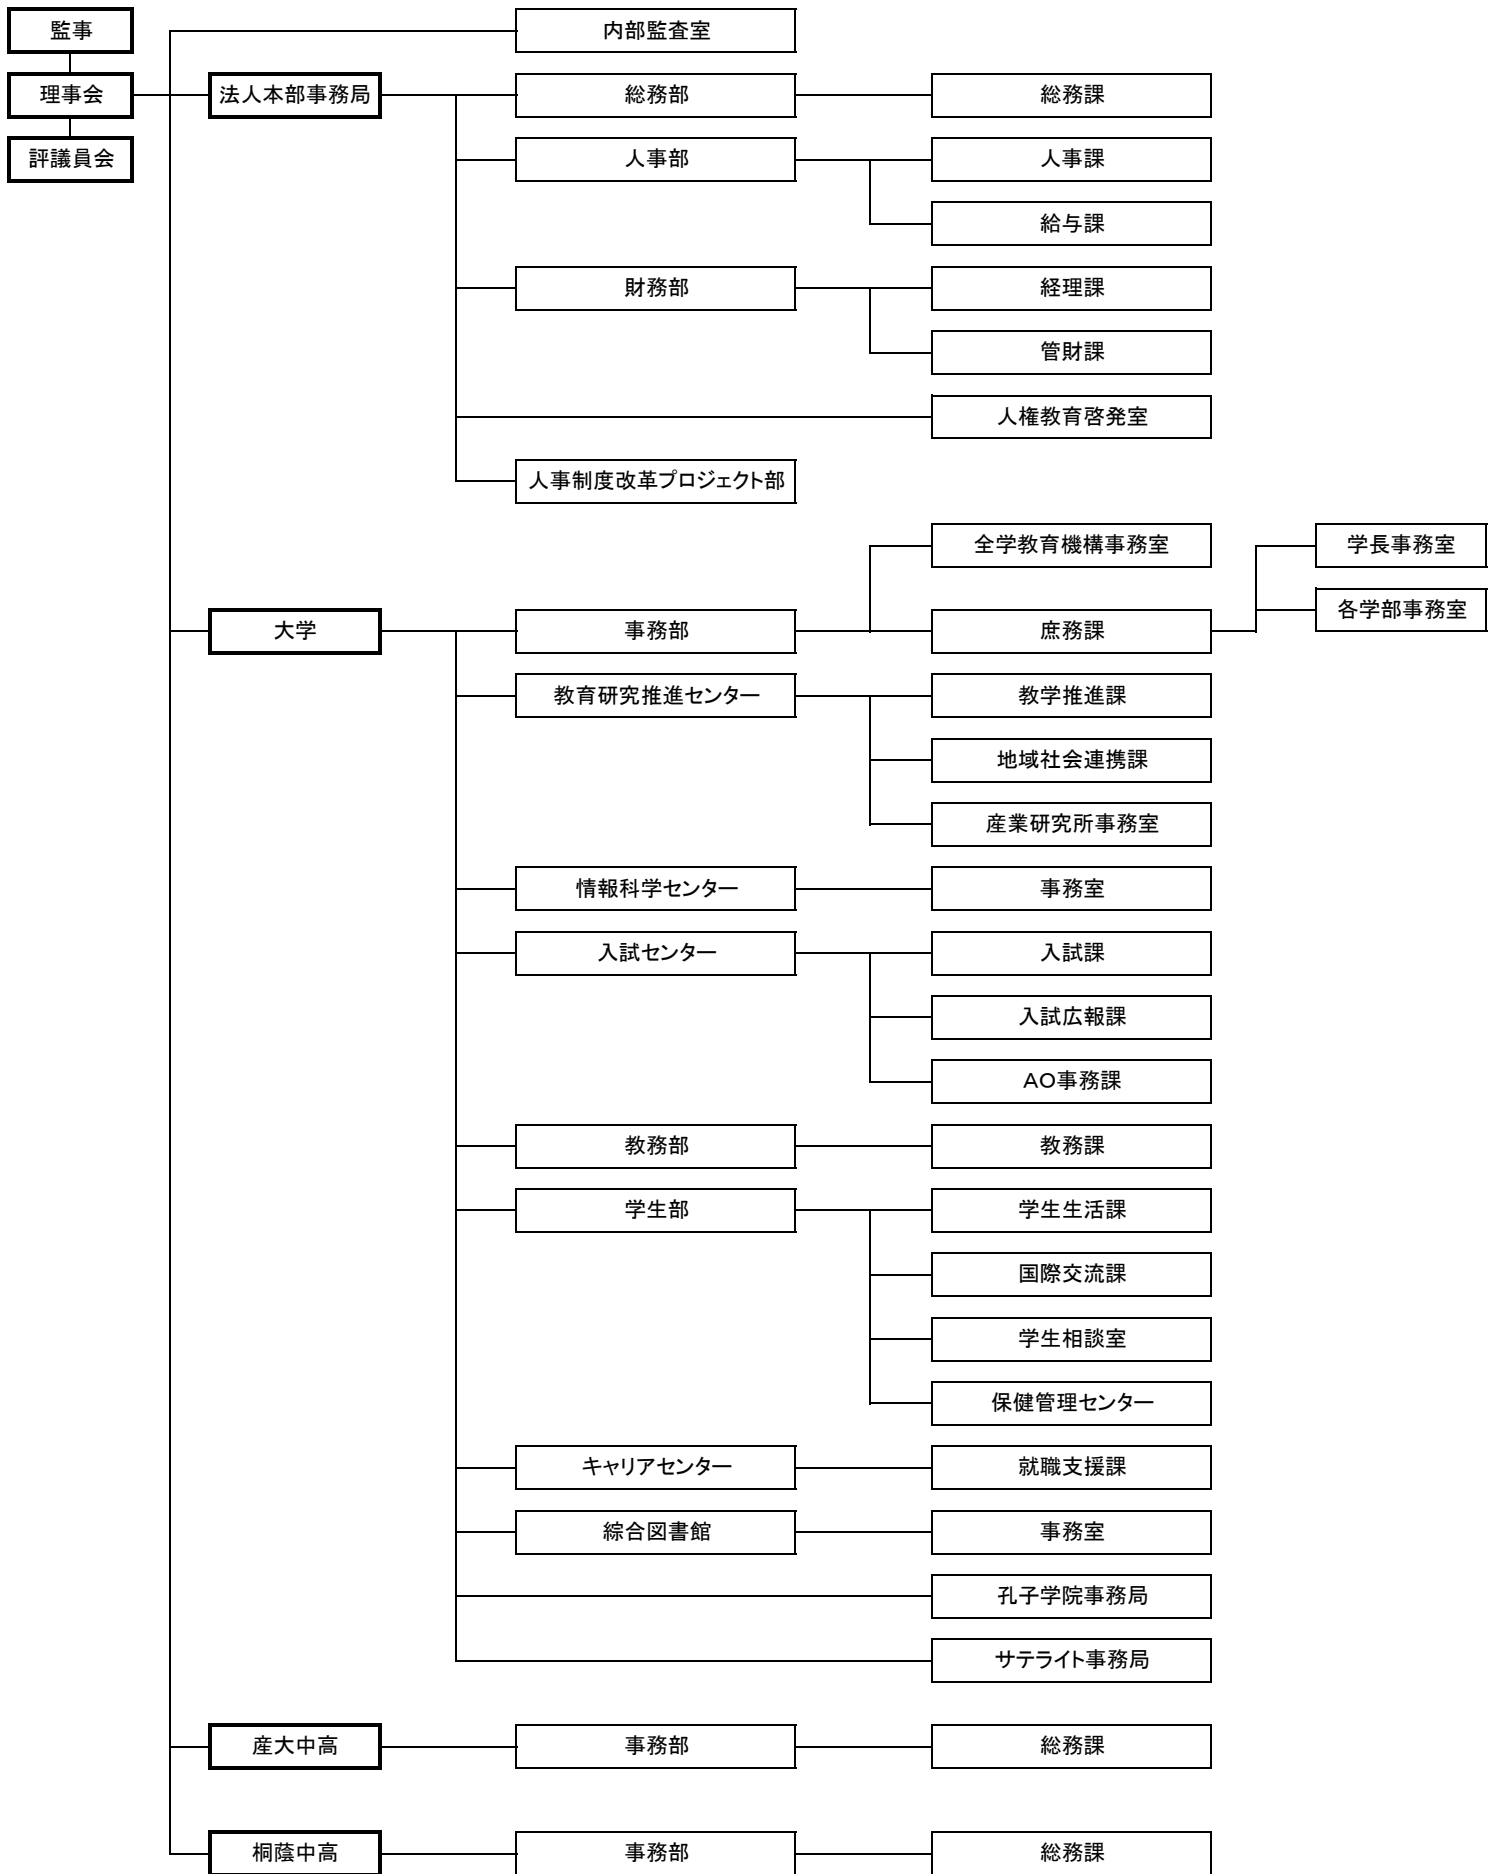 監事
内部監査室
理事会
法人本部事務局
総務部
総務課
評議員会
人事部
人事課
給与課
財務部
経理課
管財課
人権教育啓発室
人事制度改革プロジェクト部
全学教育機構事務室
学長事務室
各学部事務室
大学
事務部
庶務課
教育研究推進センター
教学推進課
地域社会連携課
産業研究所事務室
情報科学センター
事務室
入試センター
入試課
入試広報課
AO事務課
教務部
教務課
学生部
学生生活課
国際交流課
学生相談室
保健管理センター
キャリアセンター
就職支援課
綜合図書館
事務室
孔子学院事務局
サテライト事務局
産大中高
事務部
総務課
桐蔭中高
事務部
総務課